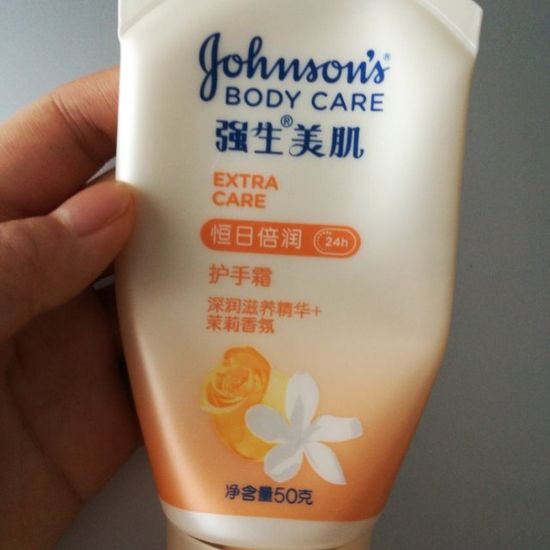 Johnson's®
BODY CARE
强生®美肌
EXTRA
CARE
恒日倍润 24h
护手霜
深润滋养精华+
茉莉香氛
净含量50克